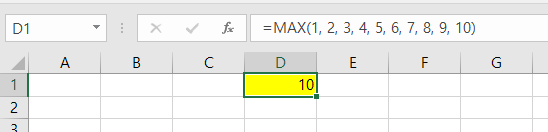 D1 fx =MAX(1, 2, 3, 4, 5, 6, 7, 8, 9, 10)
A B C D E F G
1 10
2
3